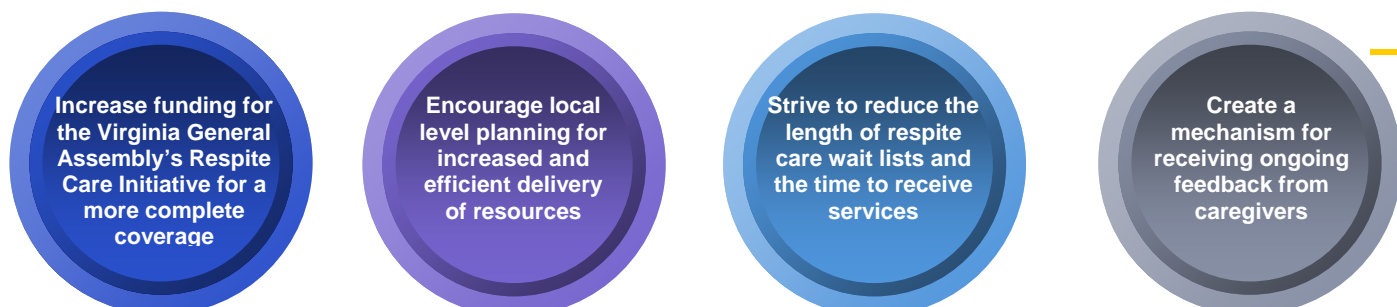 Increase funding for
the Virginia General
Assembly's Respite
Care Initiative for a
more complete
coverage
Encourage local
level planning for
increased and
efficient delivery
of resources
Strive to reduce the
length of respite
care wait lists and
the time to receive
services
Create a
mechanism for
receiving ongoing
feedback from
caregivers